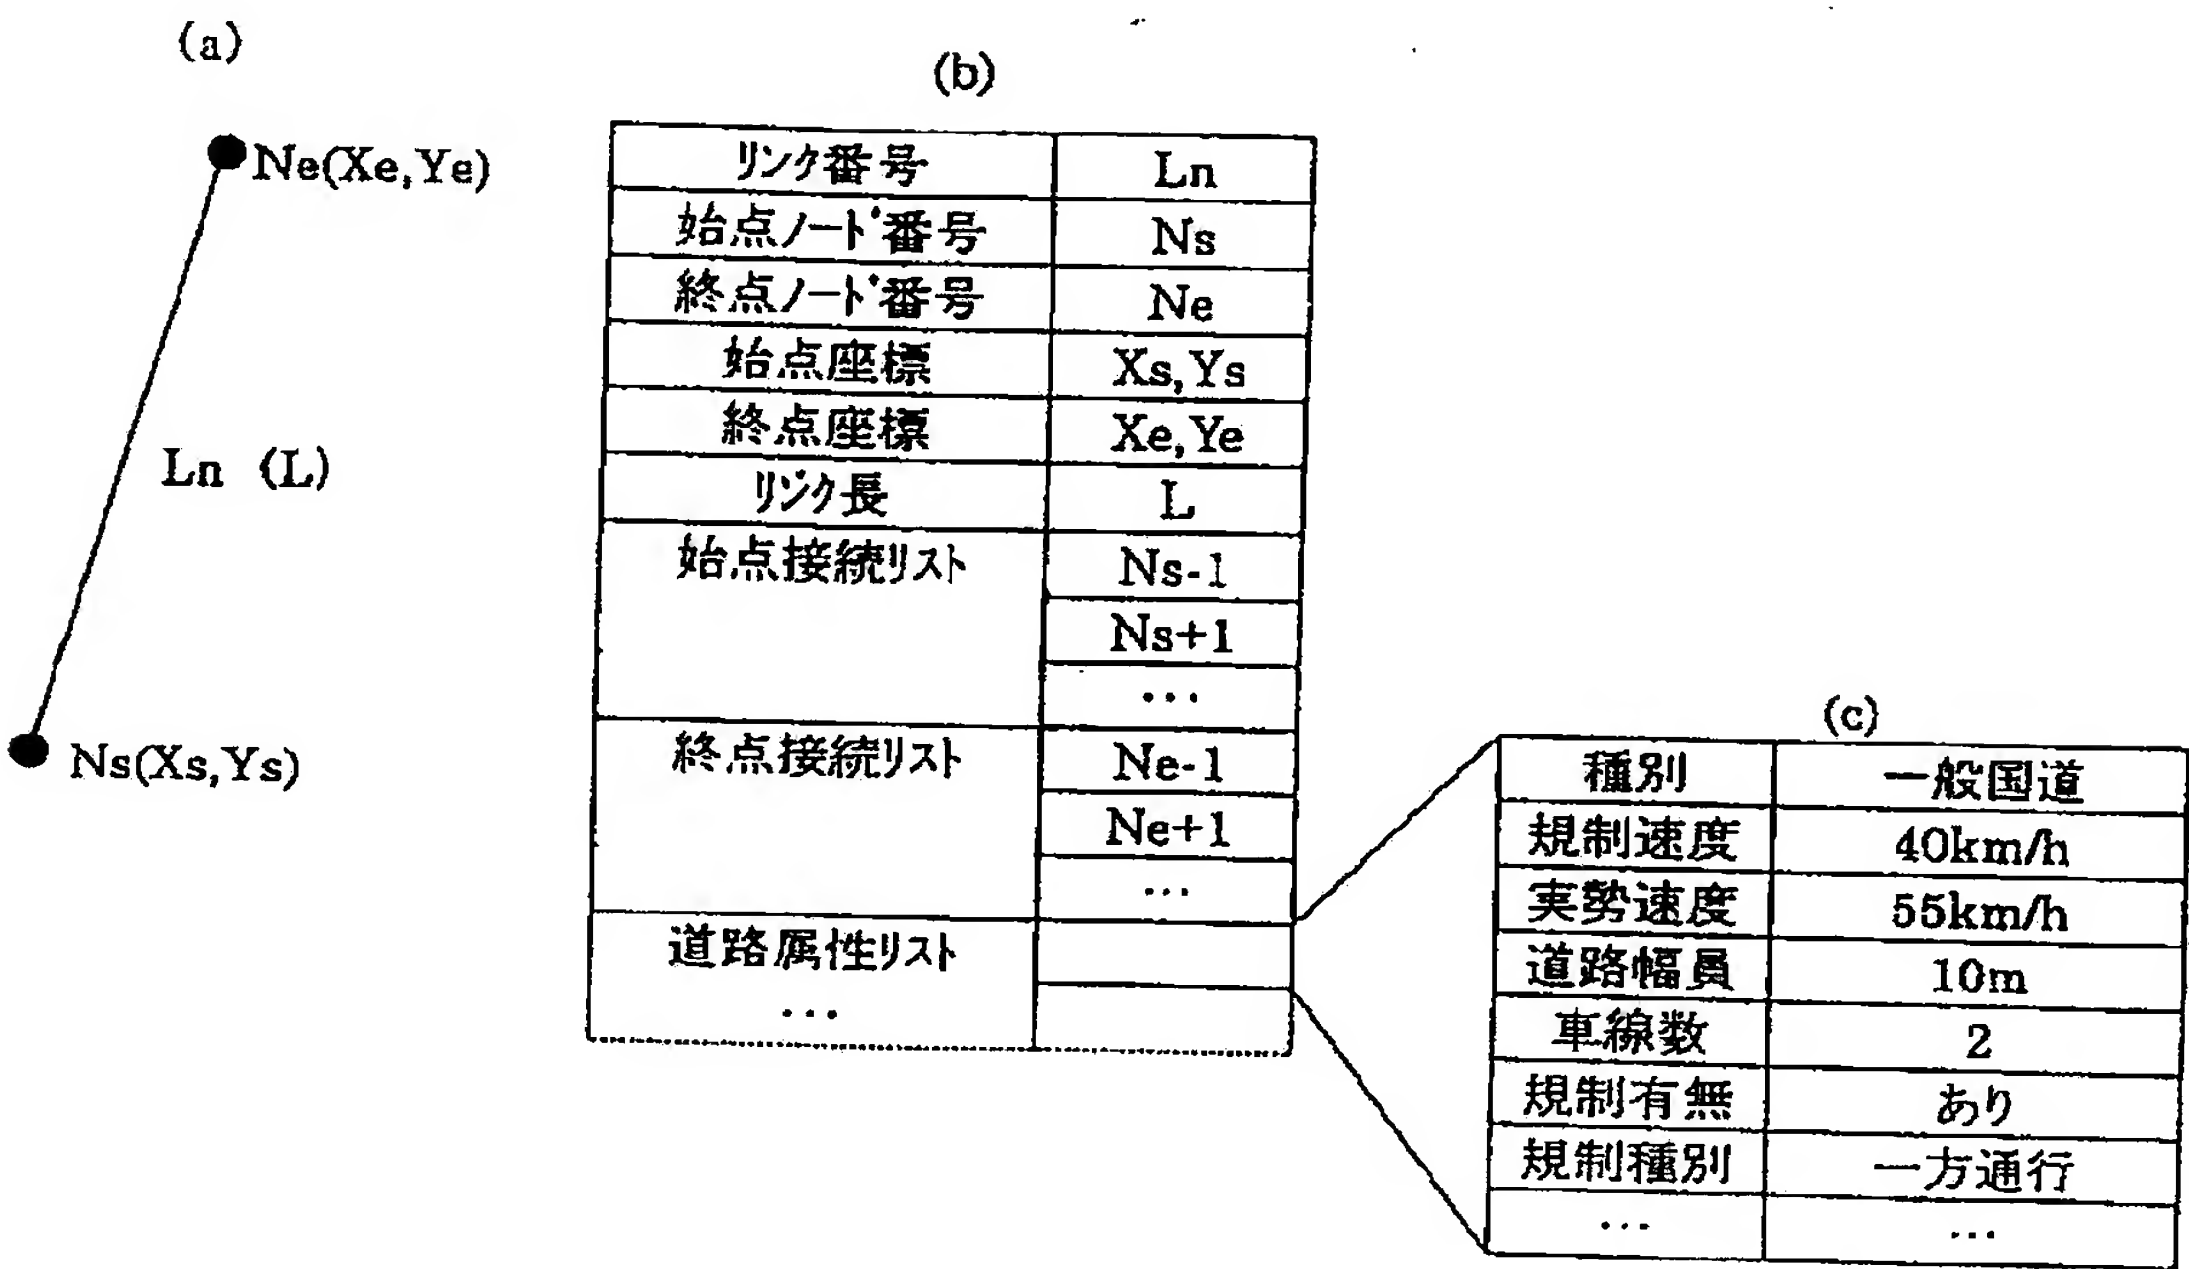 (a)
Ne(Xe,Ye)
Ln (L)
Ns(Xs,Ys)
(b)
リンク番号 Ln
始点ノード番号 Ns
終点ノード番号 Ne
始点座標 Xs,Ys
終点座標 Xe,Ye
リンク長 L
始点接続リスト Ns-1
Ns+1
...
終点接続リスト Ne-1
Ne+1
...
道路属性リスト
...
(c)
種別 一般国道
規制速度 40km/h
実勢速度 55km/h
道路幅員 10m
車線数 2
規制有無 あり
規制種別 一方通行
... ...